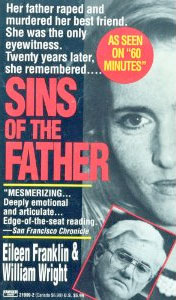 Her father raped and
murdered her best friend.
She was the only
eyewitness.
Twenty years later,
she remembered....
AS SEEN
ON "60
MINUTES"
SINS
OF THE
FATHER
"MESMERIZING...
Deeply emotional
and articulate...
Edge-of-the-seat reading."
—San Francisco Chronicle
Eileen Franklin &
William Wright